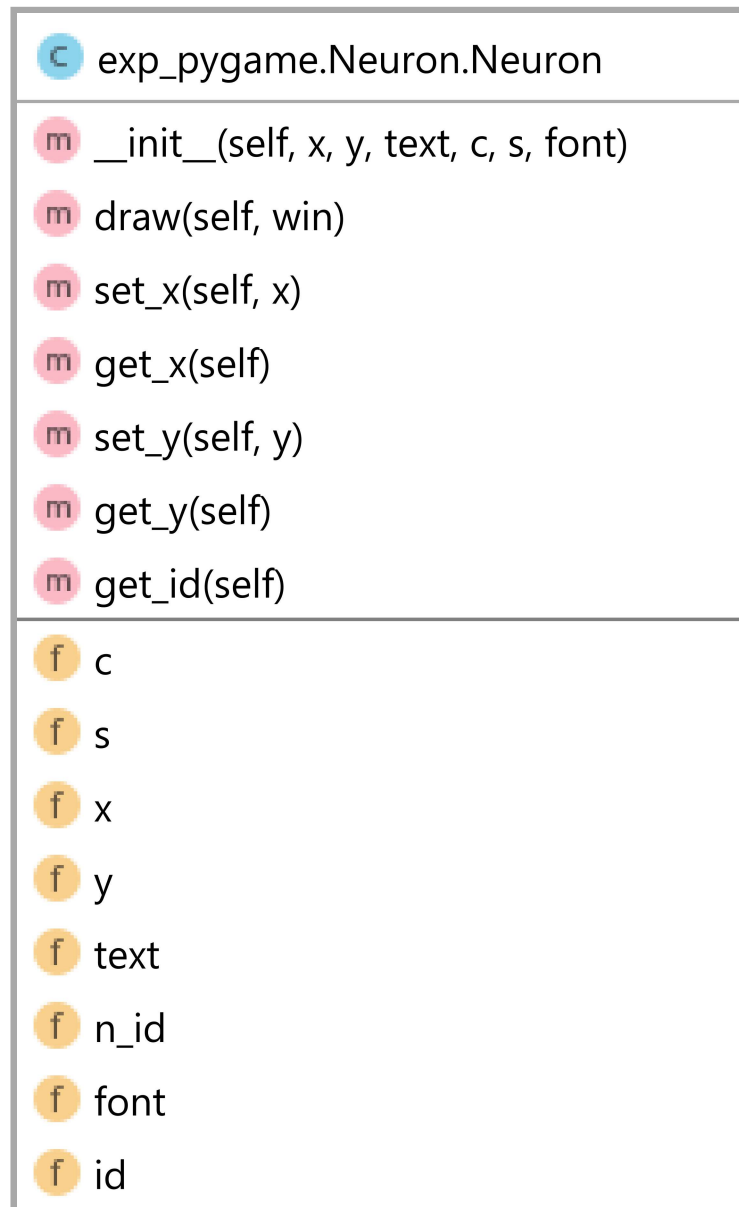 c exp_pygame.Neuron.Neuron
m __init__(self, x, y, text, c, s, font)
m draw(self, win)
m set_x(self, x)
m get_x(self)
m set_y(self, y)
m get_y(self)
m get_id(self)
f c
f s
f x
f y
f text
f n_id
f font
f id